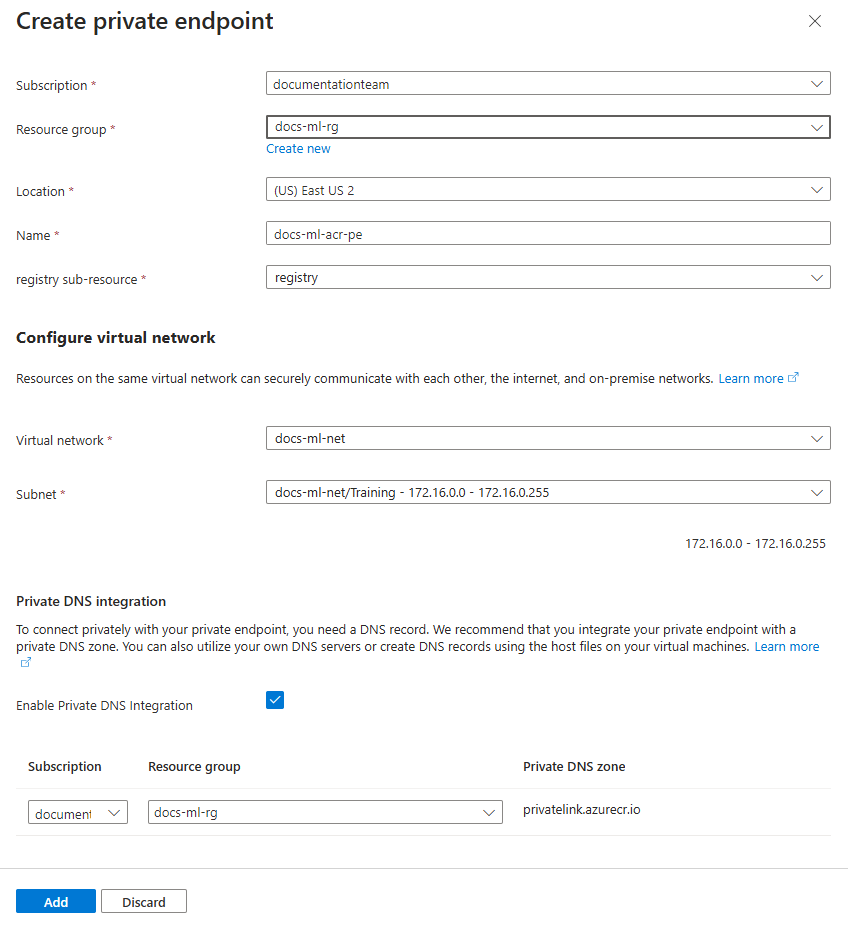 Create private endpoint
Subscription *
documentationteam
Resource group *
docs-ml-rg
Create new
Location *
(US) East US 2
Name *
docs-ml-acr-pe
registry sub-resource *
registry
Configure virtual network
Resources on the same virtual network can securely communicate with each other, the internet, and on-premise networks. Learn more
Virtual network *
docs-ml-net
Subnet *
docs-ml-net/Training - 172.16.0.0 - 172.16.0.255
172.16.0.0 - 172.16.0.255
Private DNS integration
To connect privately with your private endpoint, you need a DNS record. We recommend that you integrate your private endpoint with a
private DNS zone. You can also utilize your own DNS servers or create DNS records using the host files on your virtual machines. Learn more
Enable Private DNS Integration
Subscription Resource group Private DNS zone
document docs-ml-rg privatelink.azurecr.io
Add Discard